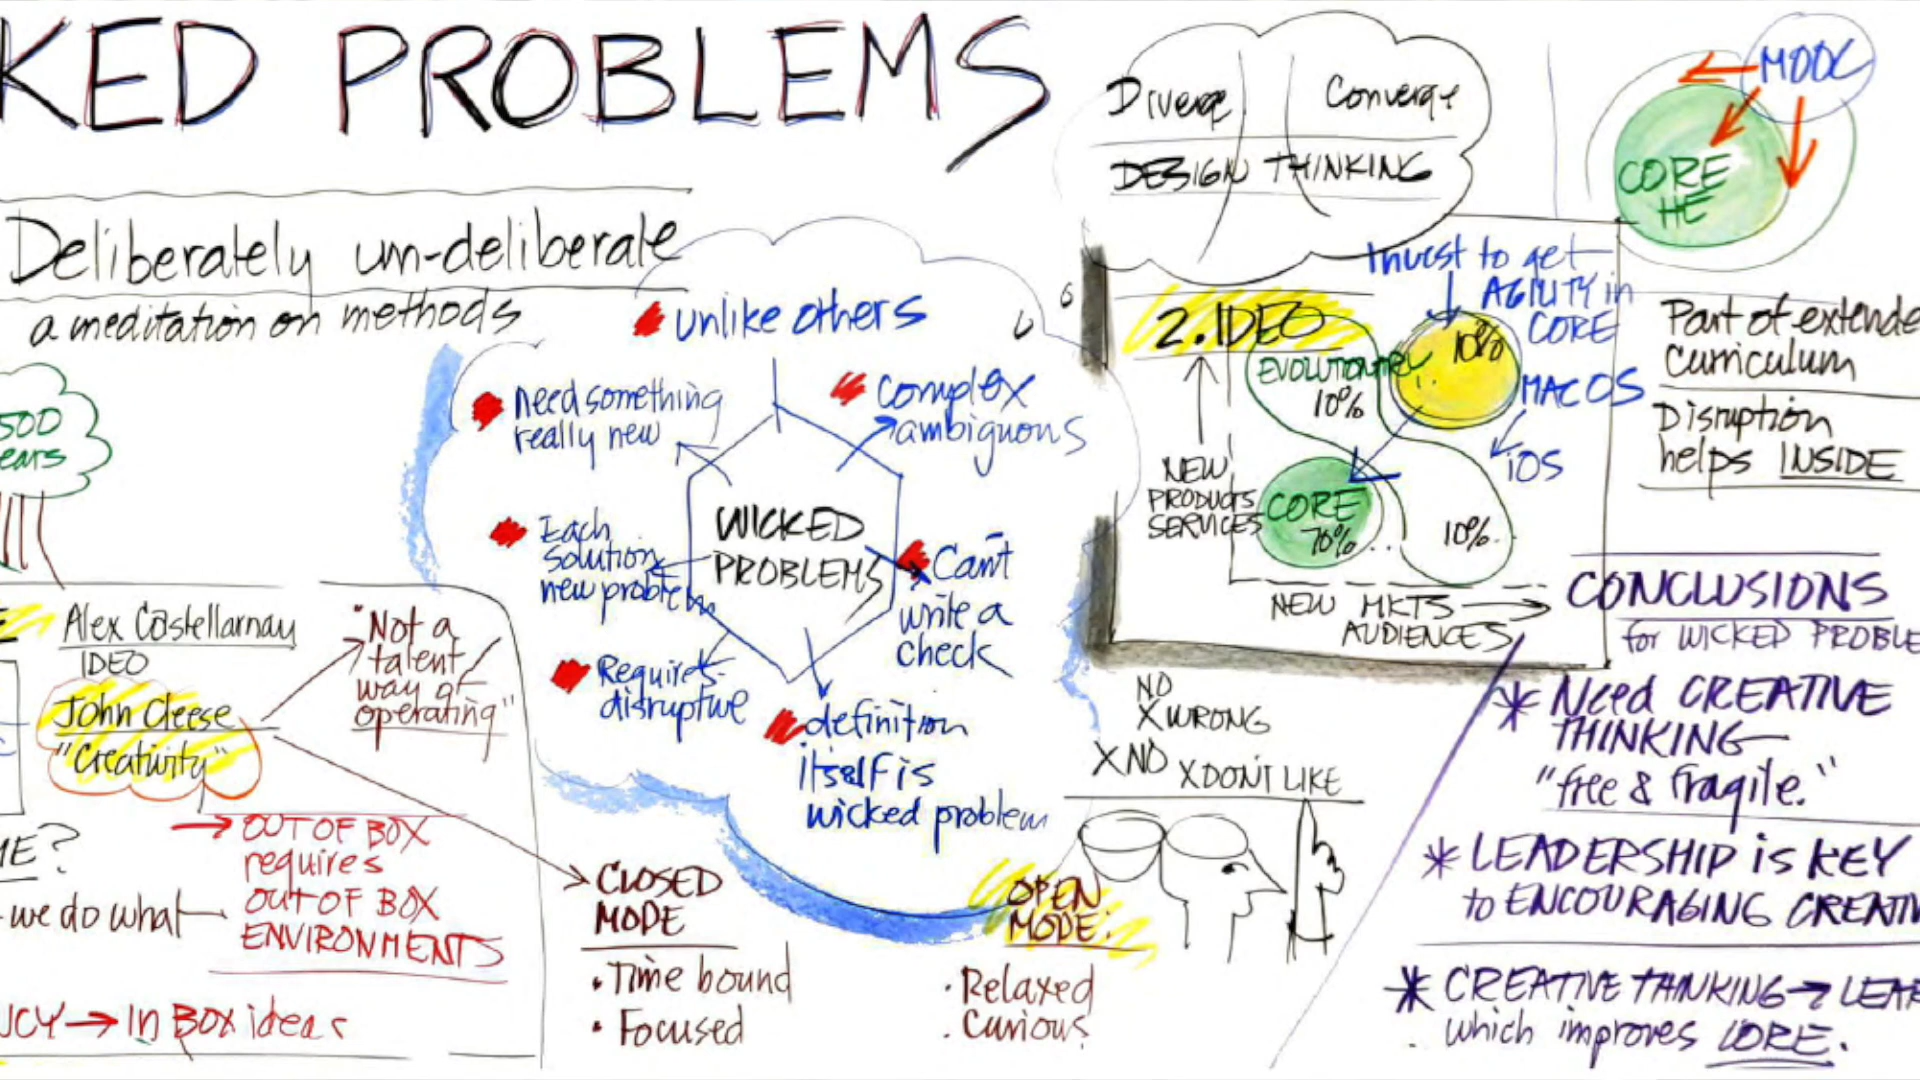 KED PROBLEMS
Deliberately un-deliberate
a meditation on methods
500
ears
Alex Castellarnau
IDEO
John Cleese
"Creativity"
"Not a
talent
way of
operating"
ME?
we do what
OUT OF BOX
requires
OUT OF BOX
ENVIRONMENTS
NCY → In Box ideas
unlike others
need something
really new
Complex
ambiguous
Each
solution
new problem
WICKED
PROBLEMS
Can't
write a
check
Requires
disruptive
definition
itself is
wicked problem
CLOSED
MODE
• Time bound
• Focused
OPEN
MODE:
• Relaxed
• Curious
NO
X WRONG
X NO X DON'T LIKE
Diverge Converge
DESIGN THINKING
2. IDEO
Invest to get
AGILITY in
CORE
EVOLUTIONARY
10%
10%
MAC OS
iOS
NEW
PRODUCTS
SERVICES
CORE
70%
10%
NEW MKTS
AUDIENCES
MOOC
CORE
HE
Part of extende
Curriculum
Disruption
helps INSIDE
CONCLUSIONS
for WICKED PROBLE
* Need CREATIVE
THINKING
"free & fragile."
* LEADERSHIP is KEY
to ENCOURAGING CREATIV
* CREATIVE THINKING → LEAR
which improves CORE.